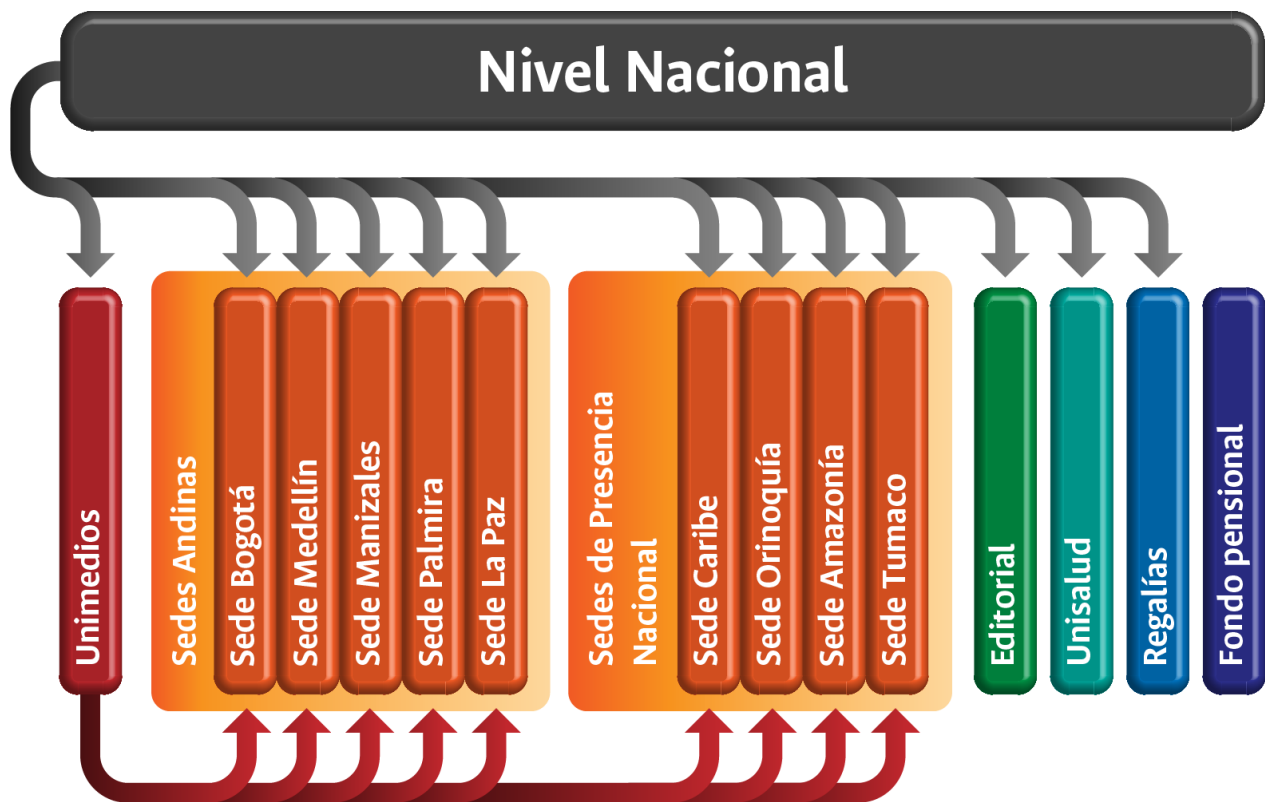 Nivel Nacional
Unimedios
Sedes Andinas
Sede Bogotá
Sede Medellín
Sede Manizales
Sede Palmira
Sede La Paz
Sedes de Presencia
Nacional
Sede Caribe
Sede Orinoquía
Sede Amazonía
Sede Tumaco
Editorial
Unisalud
Regalías
Fondo pensional